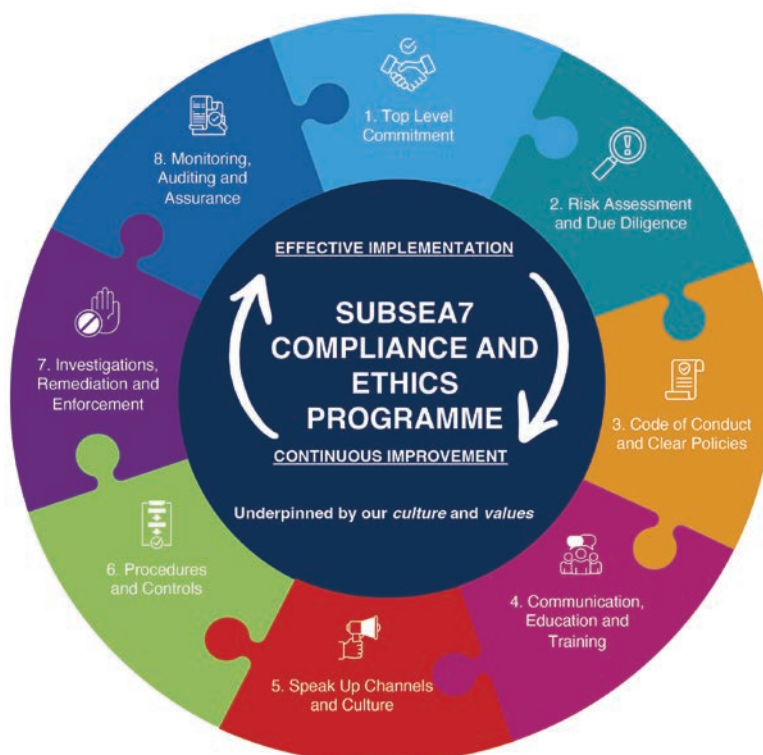 1. Top Level
Commitment
2. Risk Assessment
and Due Diligence
3. Code of Conduct
and Clear Policies
4. Communication,
Education and
Training
5. Speak Up Channels
and Culture
6. Procedures
and Controls
7. Investigations,
Remediation and
Enforcement
8. Monitoring,
Auditing and
Assurance
EFFECTIVE IMPLEMENTATION
SUBSEA7
COMPLIANCE AND
ETHICS
PROGRAMME
CONTINUOUS IMPROVEMENT
Underpinned by our culture and values